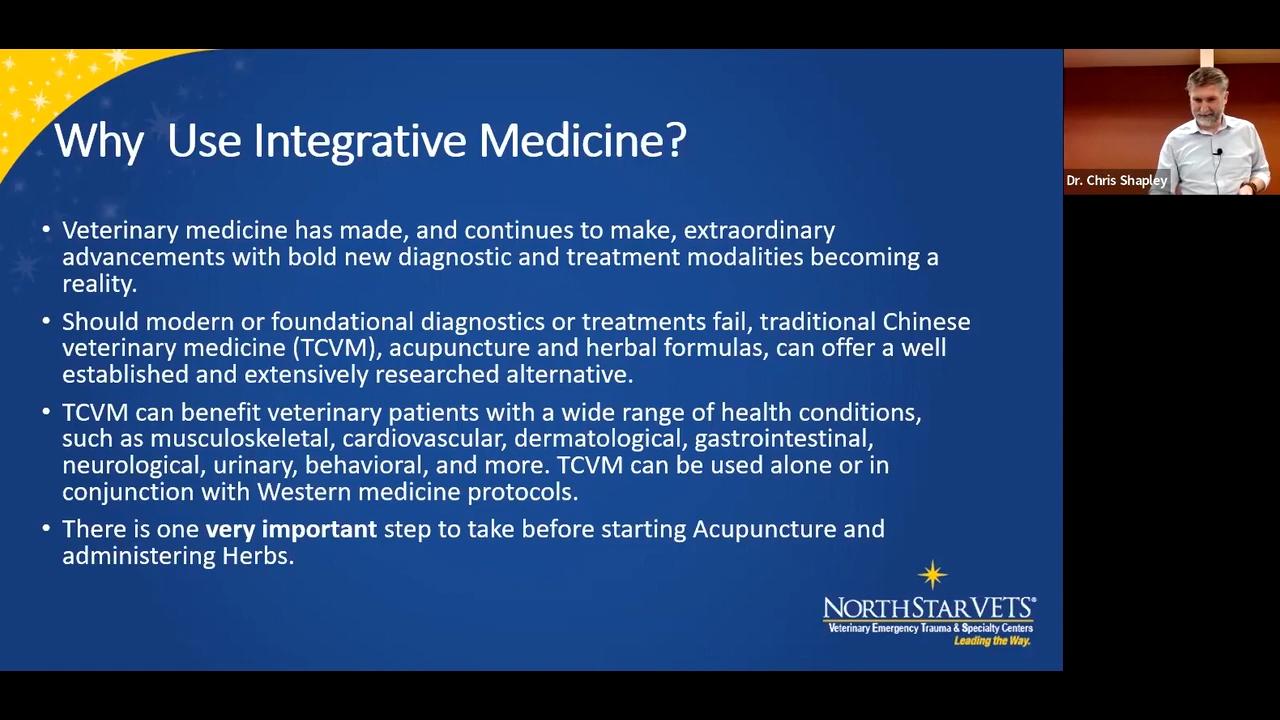 Why  Use Integrative Medicine?
• Veterinary medicine has made, and continues to make, extraordinary
advancements with bold new diagnostic and treatment modalities becoming a
reality.
• Should modern or foundational diagnostics or treatments fail, traditional Chinese
veterinary medicine (TCVM), acupuncture and herbal formulas, can offer a well
established and extensively researched alternative.
• TCVM can benefit veterinary patients with a wide range of health conditions,
such as musculoskeletal, cardiovascular, dermatological, gastrointestinal,
neurological, urinary, behavioral, and more. TCVM can be used alone or in
conjunction with Western medicine protocols.
• There is one very important step to take before starting Acupuncture and
administering Herbs.
NORTHSTARVETS®
Veterinary Emergency Trauma & Specialty Centers
Leading the Way.
Dr. Chris Shapley